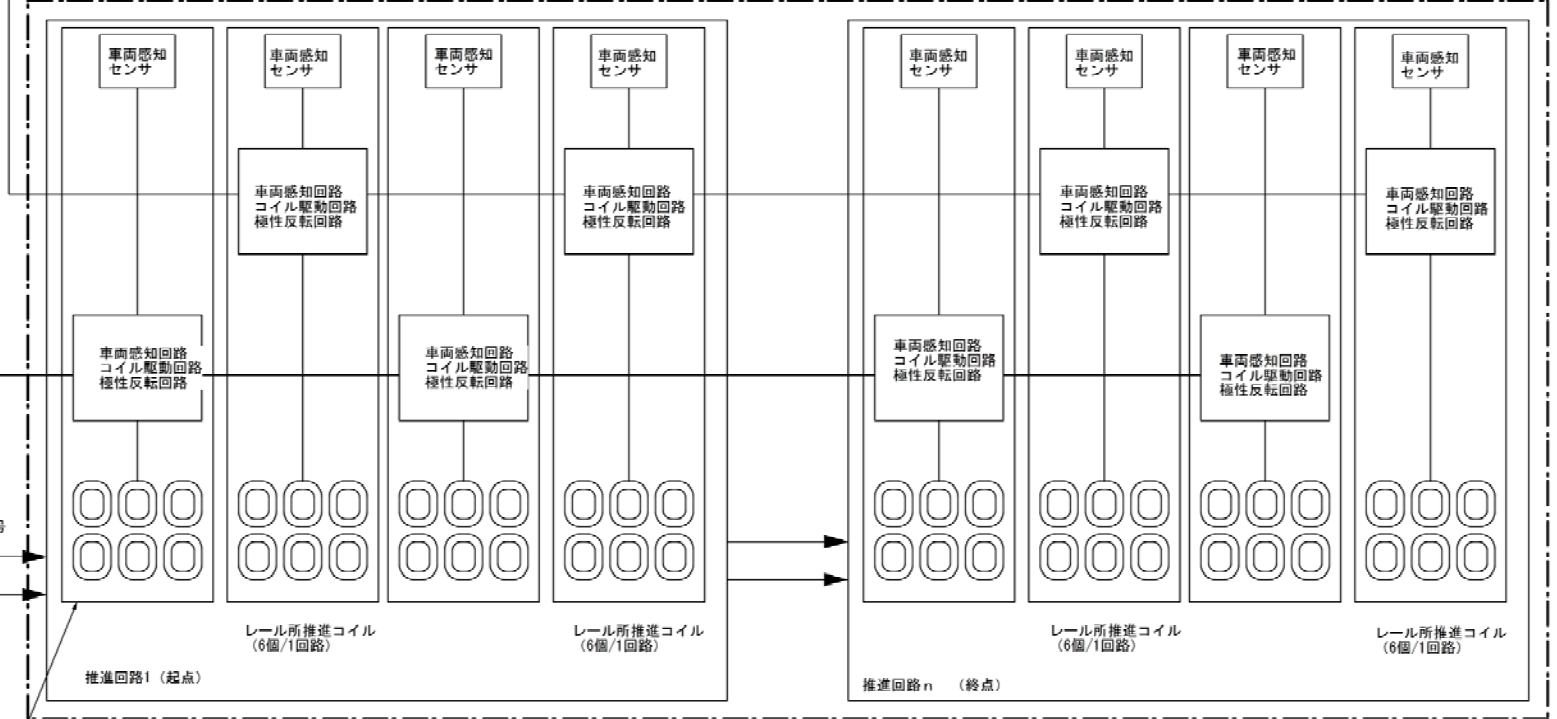 車両感知
センサ
車両感知
センサ
車両感知
センサ
車両感知
センサ
車両感知
センサ
車両感知
センサ
車両感知
センサ
車両感知
センサ
車両感知回路
コイル駆動回路
極性反転回路
車両感知回路
コイル駆動回路
極性反転回路
車両感知回路
コイル駆動回路
極性反転回路
車両感知回路
コイル駆動回路
極性反転回路
車両感知回路
コイル駆動回路
極性反転回路
車両感知回路
コイル駆動回路
極性反転回路
車両感知回路
コイル駆動回路
極性反転回路
車両感知回路
コイル駆動回路
極性反転回路
号
レール所推進コイル
(6個/1回路)
レール所推進コイル
(6個/1回路)
レール所推進コイル
(6個/1回路)
レール所推進コイル
(6個/1回路)
推進回路1（起点）
推進回路n （終点）